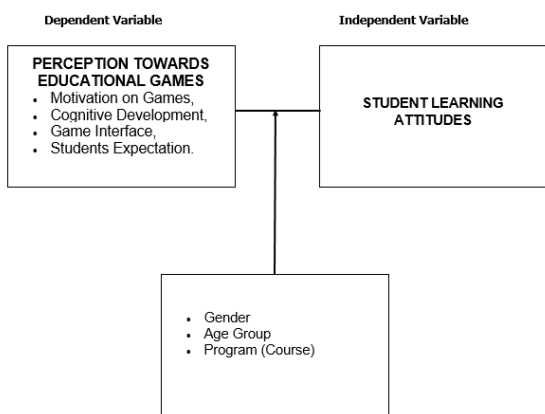 Dependent Variable
Independent Variable
PERCEPTION TOWARDS
EDUCATIONAL GAMES
• Motivation on Games,
• Cognitive Development,
• Game Interface,
• Students Expectation.
STUDENT LEARNING
ATTITUDES
• Gender
• Age Group
• Program (Course)